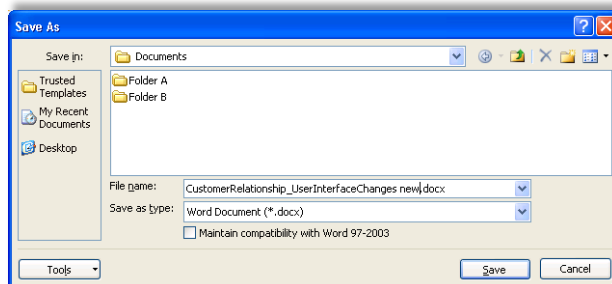 Save As
Save in:
Documents
Trusted
Templates
My Recent
Documents
Desktop
Folder A
Folder B
File name:
CustomerRelationship_UserInterfaceChanges new.docx
Save as type:
Word Document (*.docx)
Maintain compatibility with Word 97-2003
Tools
Save
Cancel